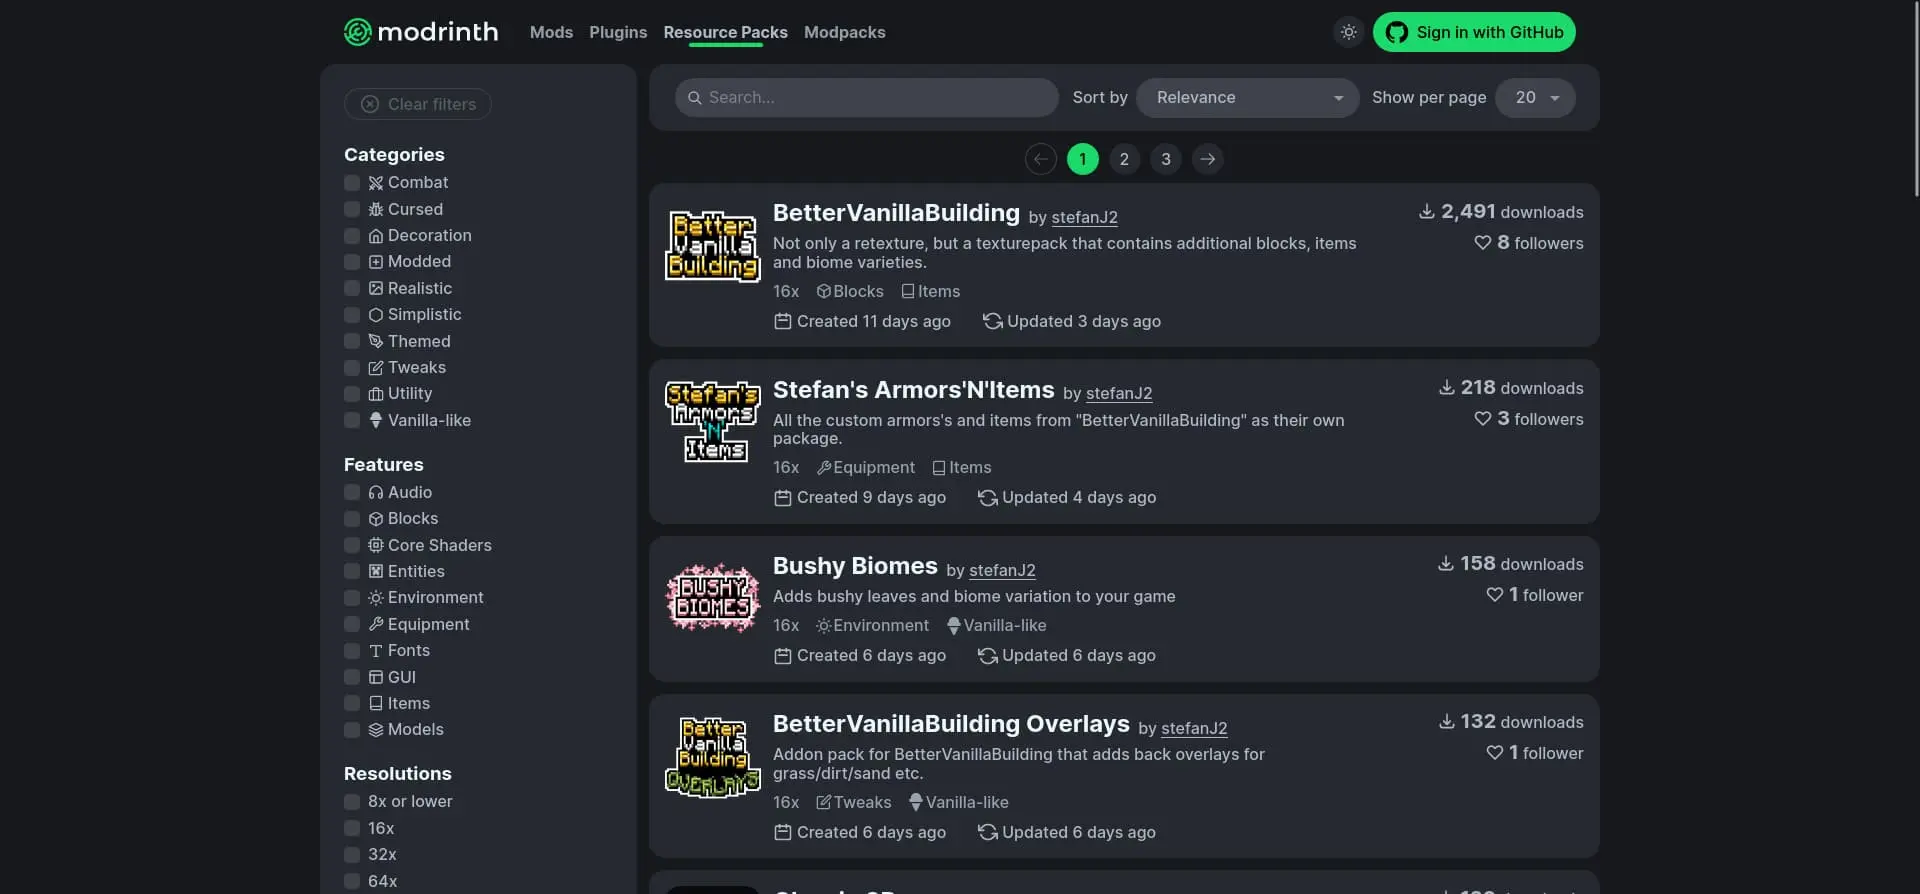 modrinth
Mods Plugins Resource Packs Modpacks
Sign in with GitHub
Clear filters
Categories
Combat
Cursed
Decoration
Modded
Realistic
Simplistic
Themed
Tweaks
Utility
Vanilla-like
Features
Audio
Blocks
Core Shaders
Entities
Environment
Equipment
Fonts
GUI
Items
Models
Resolutions
8x or lower
16x
32x
64x
Search...
Sort by Relevance Show per page 20
1 2 3
Better
Vanilla
Building
BetterVanillaBuilding by stefanJ2
Not only a retexture, but a texturepack that contains additional blocks, items
and biome varieties.
16x Blocks Items
Created 11 days ago Updated 3 days ago
2,491 downloads
8 followers
Stefan's
Armors
'N'
Items
Stefan's Armors'N'Items by stefanJ2
All the custom armors's and items from "BetterVanillaBuilding" as their own
package.
16x Equipment Items
Created 9 days ago Updated 4 days ago
218 downloads
3 followers
BUSHY
BIOMES
Bushy Biomes by stefanJ2
Adds bushy leaves and biome variation to your game
16x Environment Vanilla-like
Created 6 days ago Updated 6 days ago
158 downloads
1 follower
Better
Vanilla
Building
OVERLAYS
BetterVanillaBuilding Overlays by stefanJ2
Addon pack for BetterVanillaBuilding that adds back overlays for
grass/dirt/sand etc.
16x Tweaks Vanilla-like
Created 6 days ago Updated 6 days ago
132 downloads
1 follower